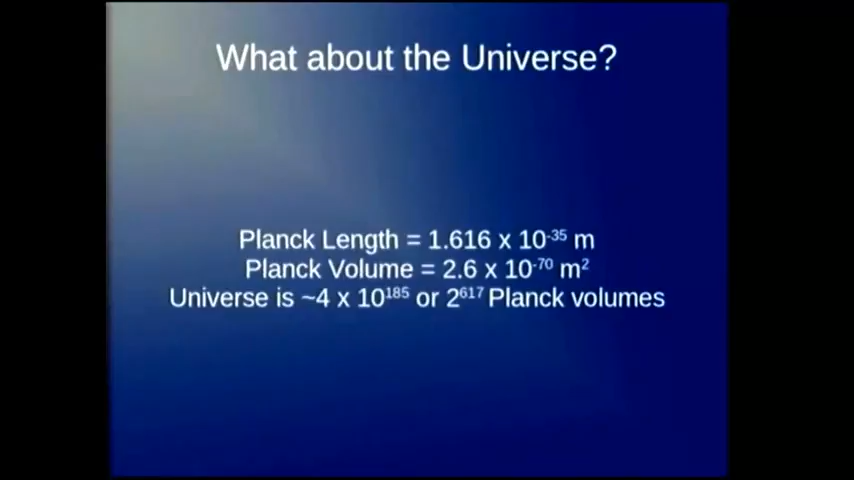 What about the Universe?
Planck Length = 1.616 x 10⁻³⁵ m
Planck Volume = 2.6 x 10⁻⁷⁰ m²
Universe is ~4 x 10¹⁸⁵ or 2⁶¹⁷ Planck volumes